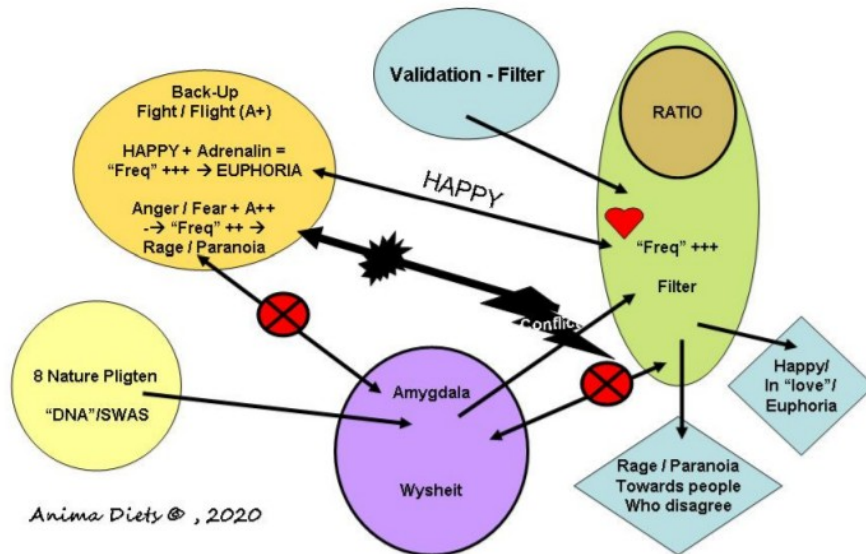 Validation - Filter
Back-Up
Fight / Flight (A+)
HAPPY + Adrenalin =
“Freq” +++ → EUPHORIA
Anger / Fear + A++
-→ “Freq” ++ →
Rage / Paranoia
RATIO
HAPPY
“Freq” +++
Filter
Conflict
8 Nature Pligten
“DNA”/SWAS
Amygdala
Wysheit
Happy/
In “love”/
Euphoria
Rage / Paranoia
Towards people
Who disagree
Anima Diets ©, 2020